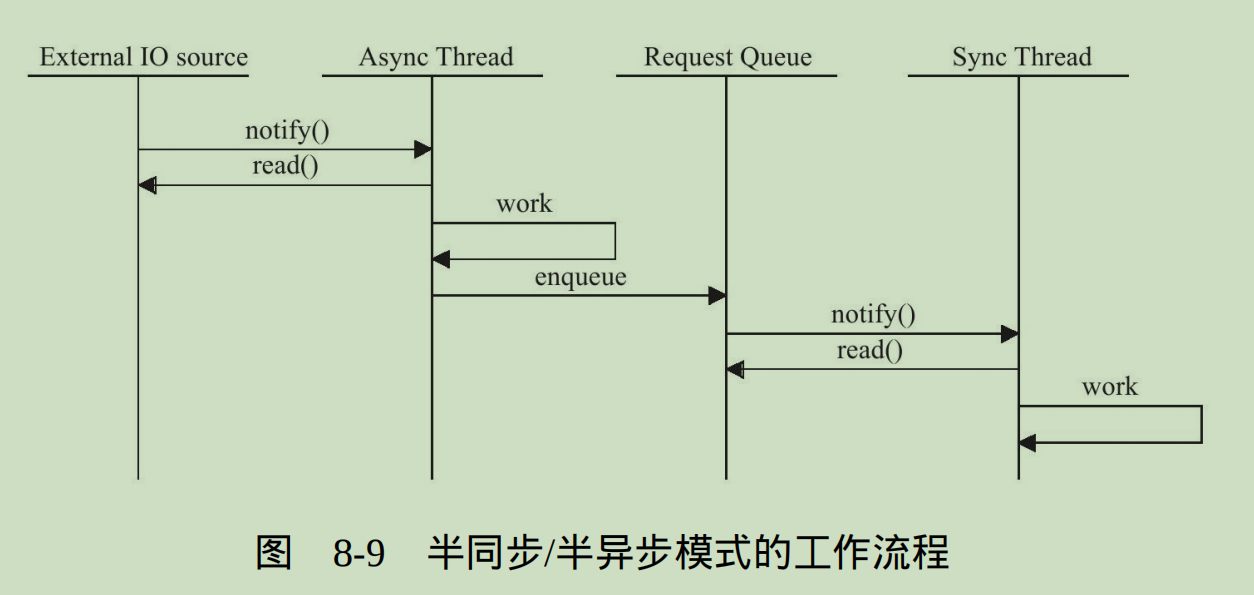 External IO source Async Thread Request Queue Sync Thread
notify()
read()
work
enqueue
notify()
read()
work
图 8-9 半同步/半异步模式的工作流程